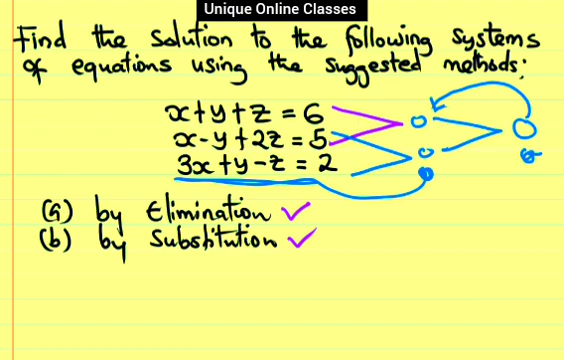 Unique Online Classes
Find the Solution to the following Systems
of equations using the suggested methods:
x+y+z = 6
x-y+2z = 5
3x+y-z = 2
(a) by Elimination ✓
(b) by Substitution ✓